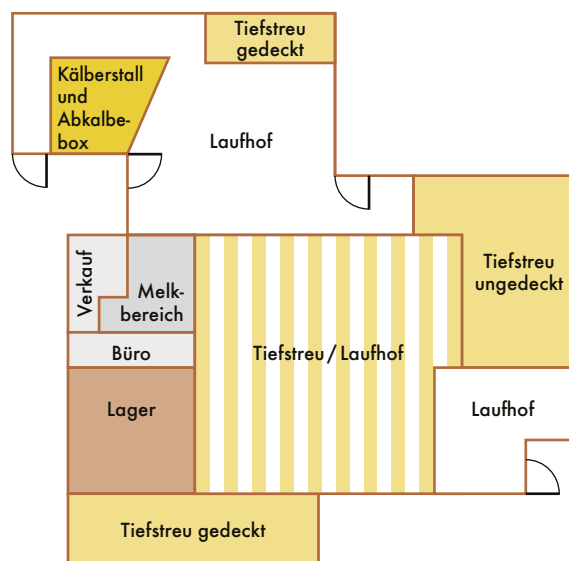 Tiefstreu
gedeckt
Kälberstall
und
Abkalbe-
box
Laufhof
Verkauf
Melk-
bereich
Tiefstreu
ungedeckt
Büro
Tiefstreu / Laufhof
Lager
Laufhof
Tiefstreu gedeckt